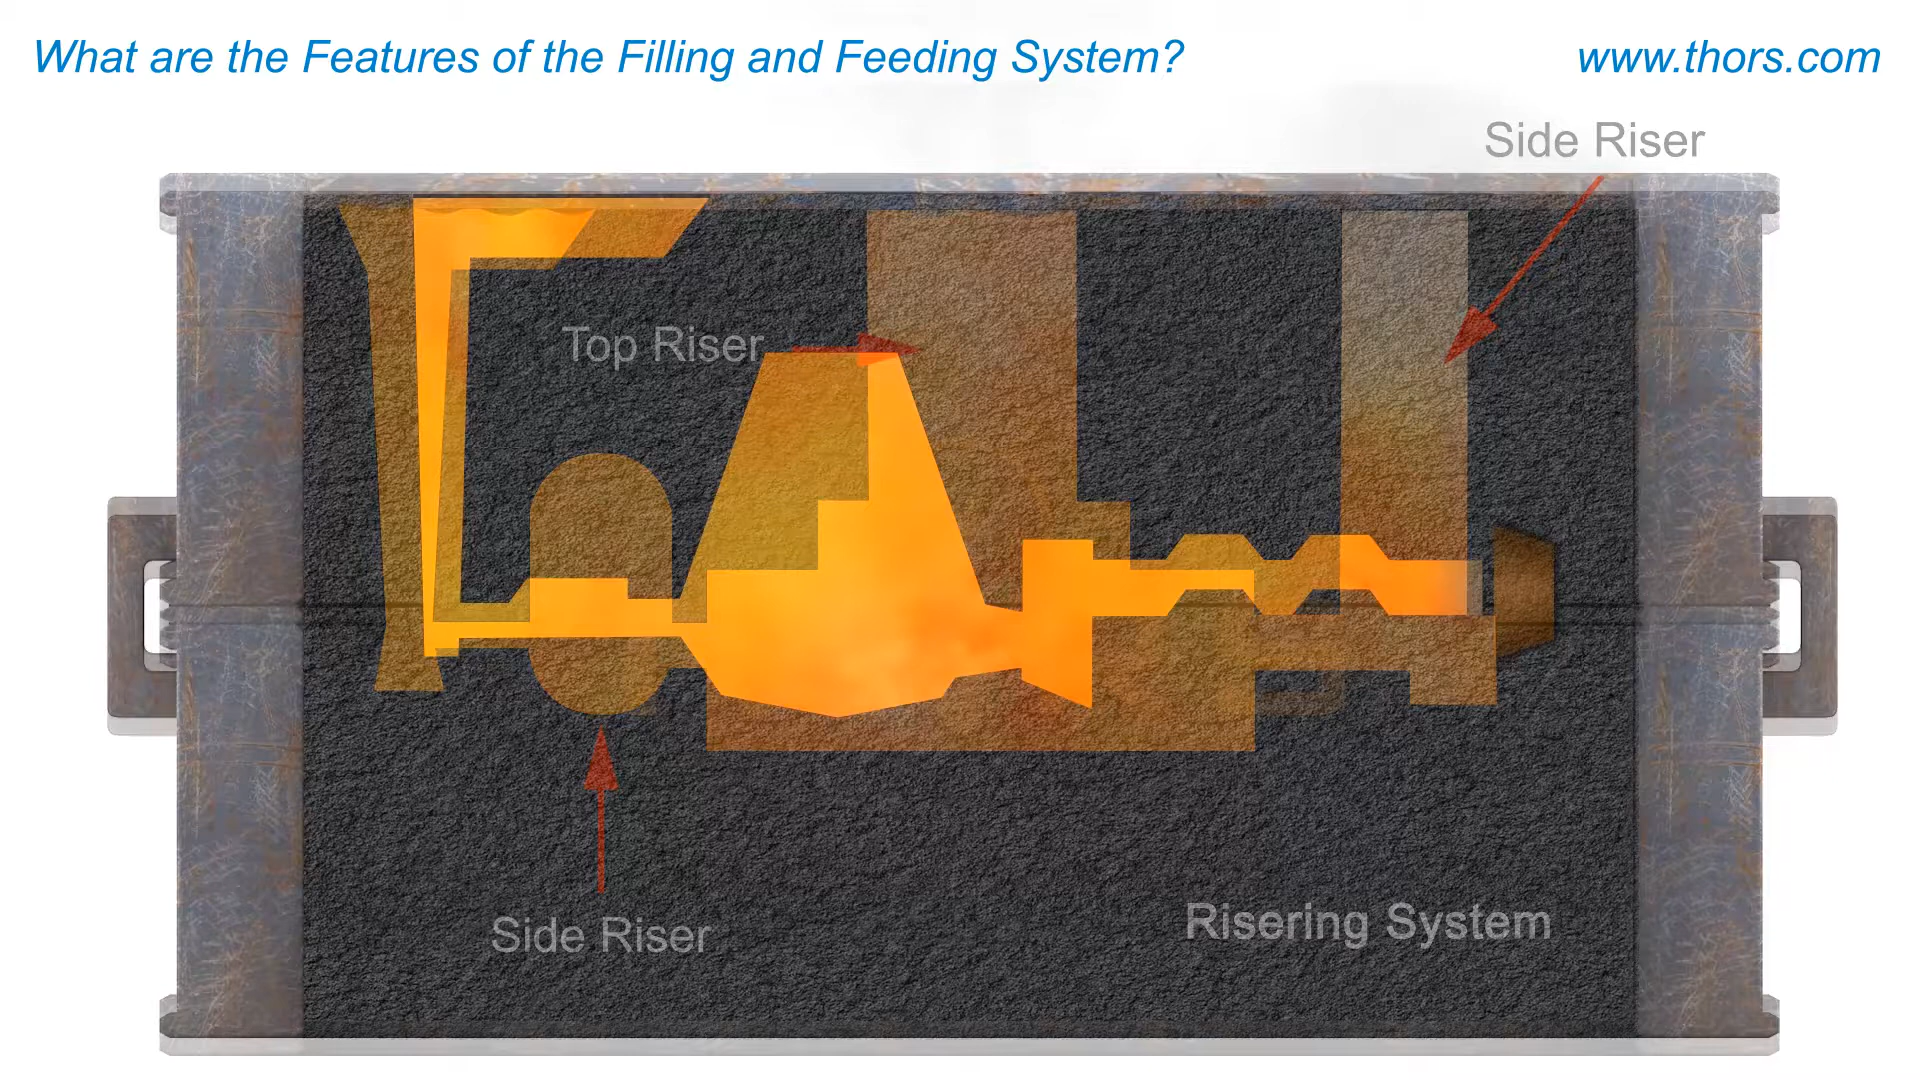 What are the Features of the Filling and Feeding System?
www.thors.com
Side Riser
Top Riser
Side Riser
Risering System